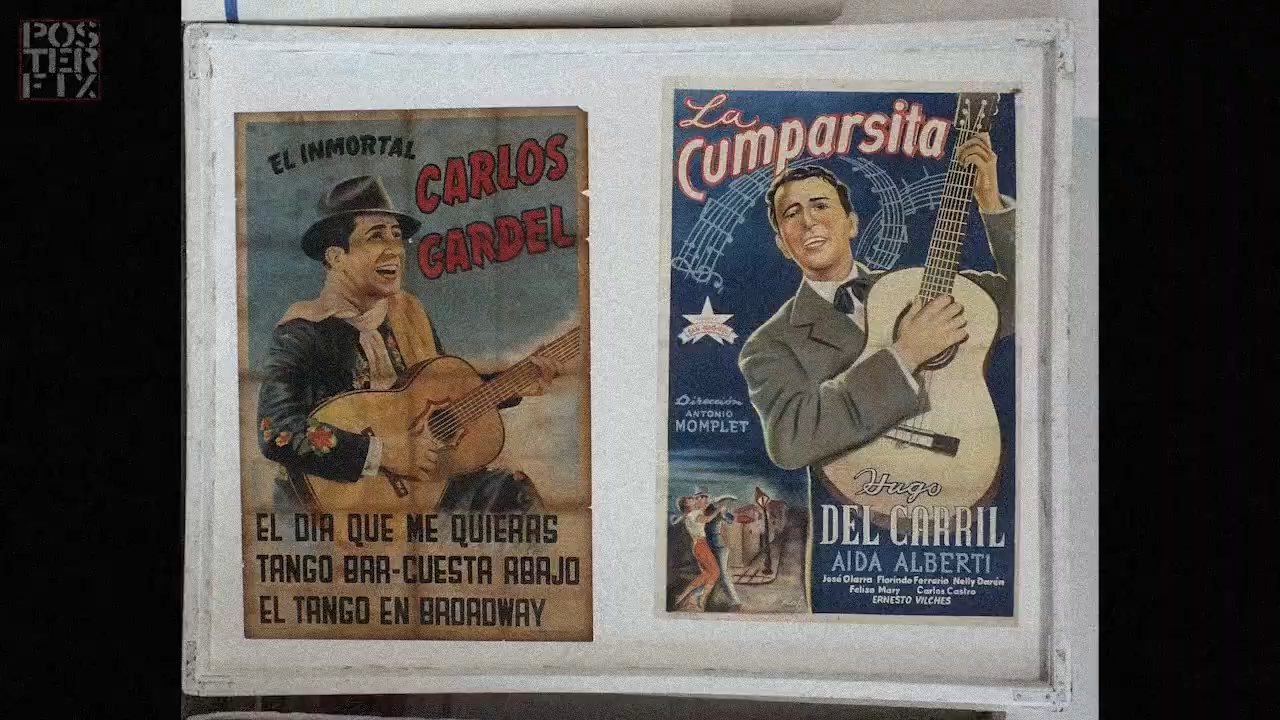 POS
TER
FIX
EL INMORTAL
CARLOS
GARDEL
EL DIA QUE ME QUIERAS
TANGO BAR-CUESTA ABAJO
EL TANGO EN BROADWAY
La
Cumparsita
Dirección
ANTONIO
MOMPLET
Hugo
DEL CARRIL
AIDA ALBERTI
José Olarra Florindo Ferrario Nelly Darén
Felisa Mary Carlos Castro
ERNESTO VILCHES